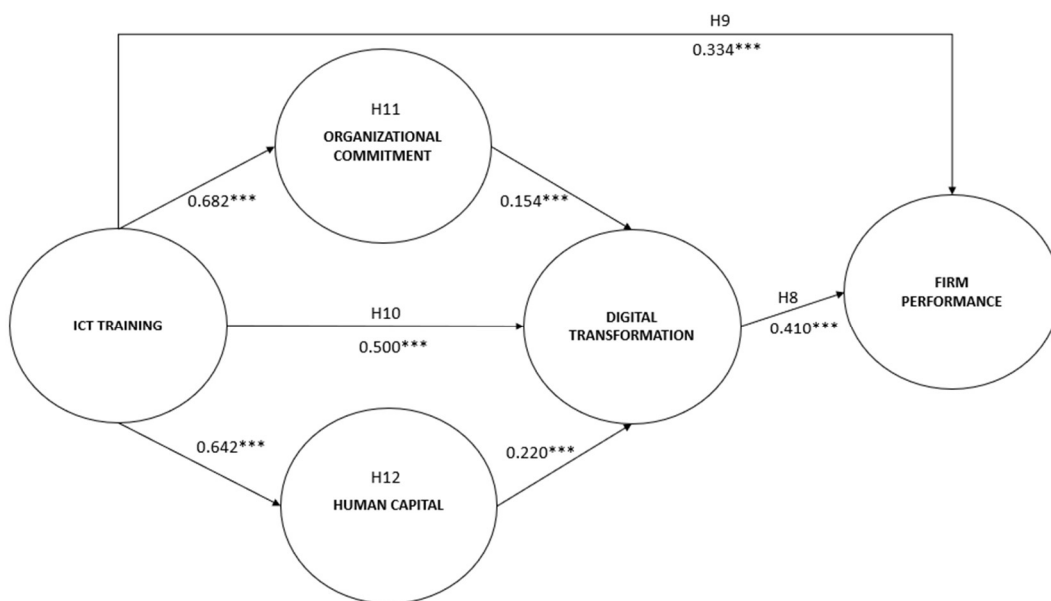 H9
0.334***
H11
ORGANIZATIONAL
COMMITMENT
0.682***
0.154***
ICT TRAINING
H10
0.500***
DIGITAL
TRANSFORMATION
H8
0.410***
FIRM
PERFORMANCE
0.642***
0.220***
H12
HUMAN CAPITAL